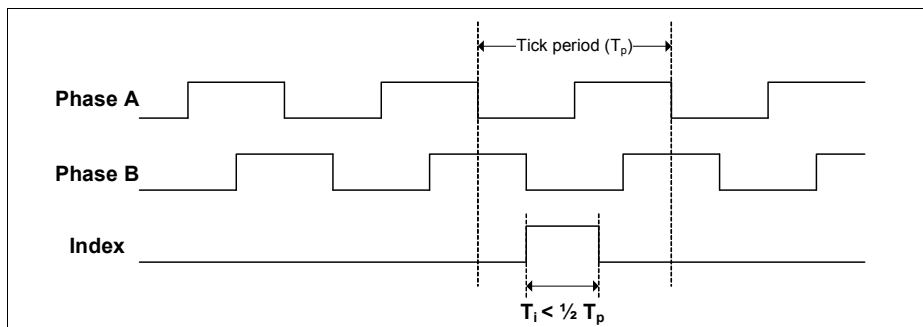 Tick period (Tp)
Phase A
Phase B
Index
Ti < ½ Tp